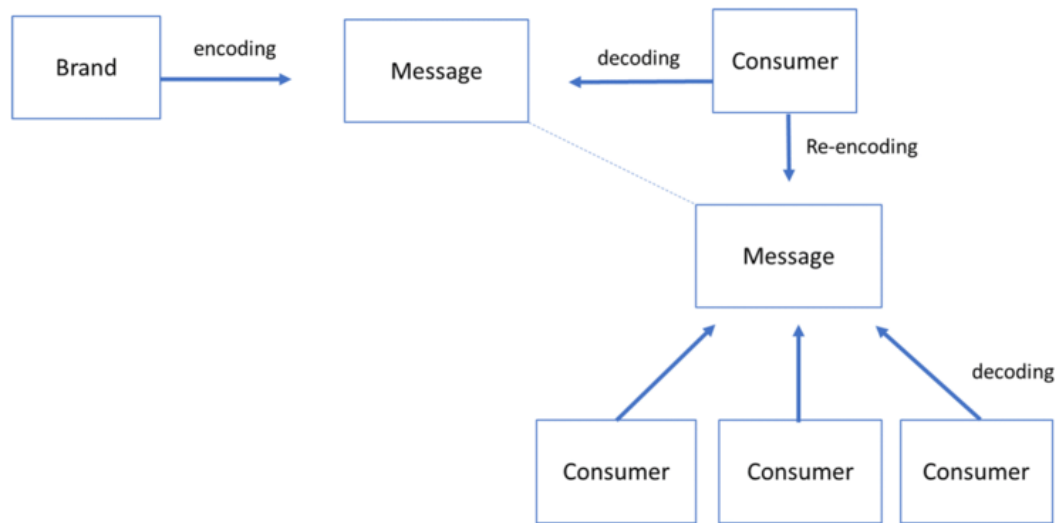 Brand
encoding
Message
decoding
Consumer
Re-encoding
Message
decoding
Consumer
Consumer
Consumer